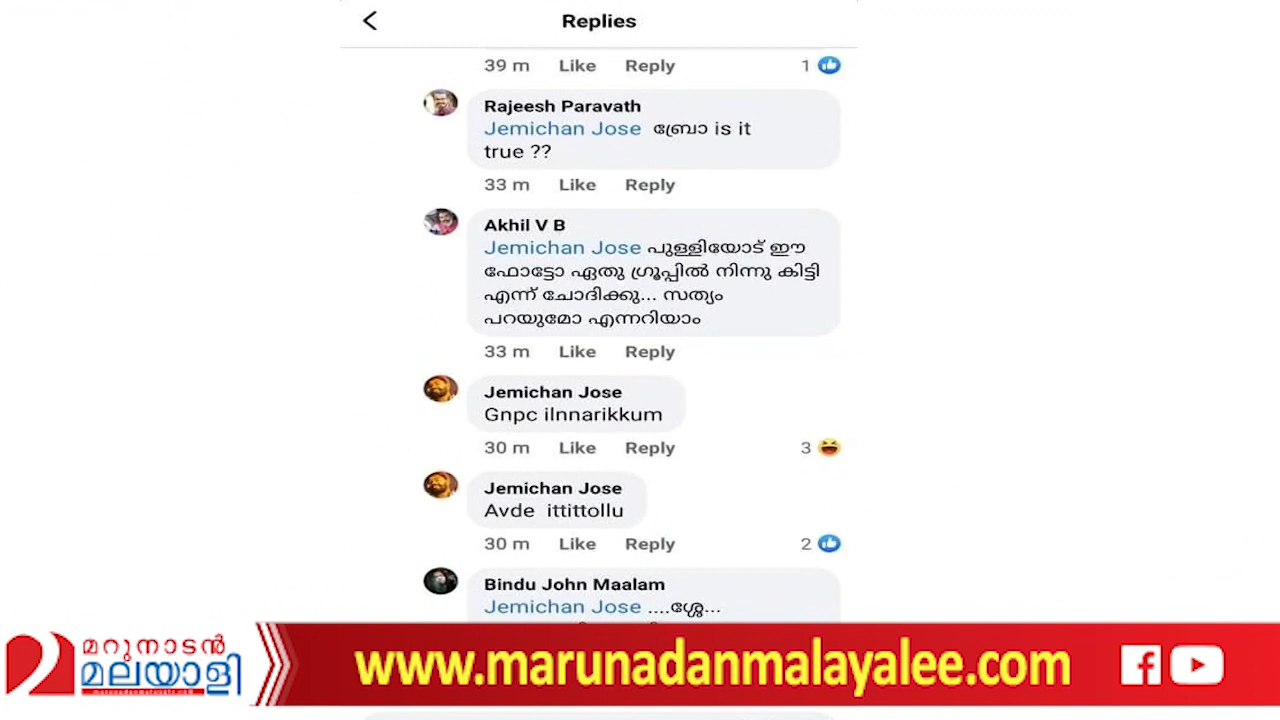 Replies
39 m Like Reply 1
Rajeesh Paravath
Jemichan Jose ബ്രോ is it
true ??
33 m Like Reply
Akhil V B
Jemichan Jose പുള്ളിയോട് ഈ
ഫോട്ടോ ഏതു ഗ്രൂപ്പിൽ നിന്നു കിട്ടി
എന്ന് ചോദിക്കു... സത്യം
പറയുമോ എന്നറിയാം
33 m Like Reply
Jemichan Jose
Gnpc ilnnarikkum
30 m Like Reply 3
Jemichan Jose
Avde ittittollu
30 m Like Reply 2
Bindu John Maalam
Jemichan Jose ....ശ്ശേ...
മറുനാടൻ
മലയാളി
www.marunadanmalayalee.com